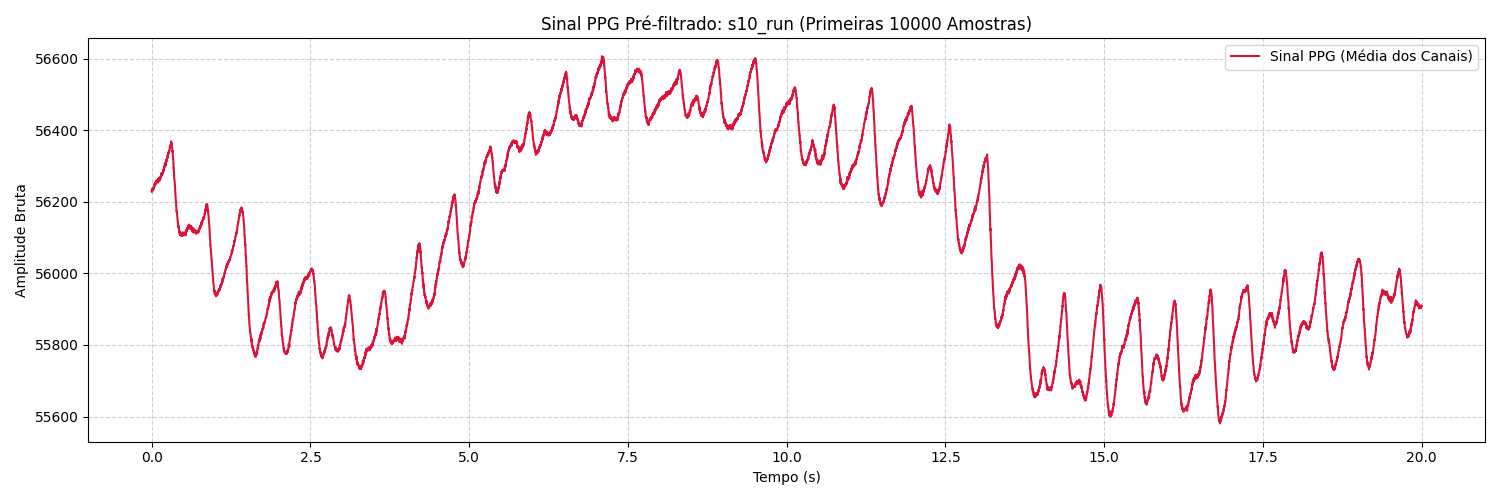 Sinal PPG Pré-filtrado: s10_run (Primeiras 10000 Amostras)
Sinal PPG (Média dos Canais)
Amplitude Bruta
56600
56400
56200
56000
55800
55600
0.0 2.5 5.0 7.5 10.0 12.5 15.0 17.5 20.0
Tempo (s)